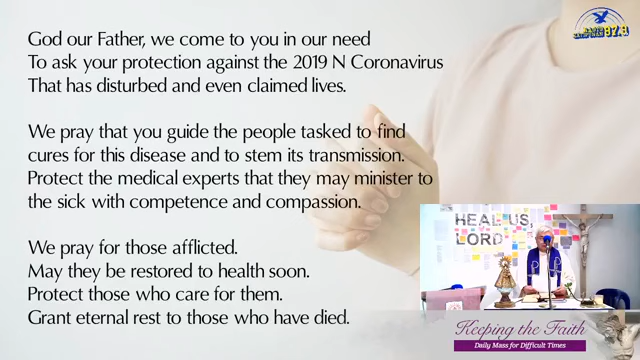 God our Father, we come to you in our need
To ask your protection against the 2019 N Coronavirus
That has disturbed and even claimed lives.
We pray that you guide the people tasked to find
cures for this disease and to stem its transmission.
Protect the medical experts that they may minister to
the sick with competence and compassion.
We pray for those afflicted.
May they be restored to health soon.
Protect those who care for them.
Grant eternal rest to those who have died.
97.8
HEAL US,
LORD
Keeping the Faith
Daily Mass for Difficult Times